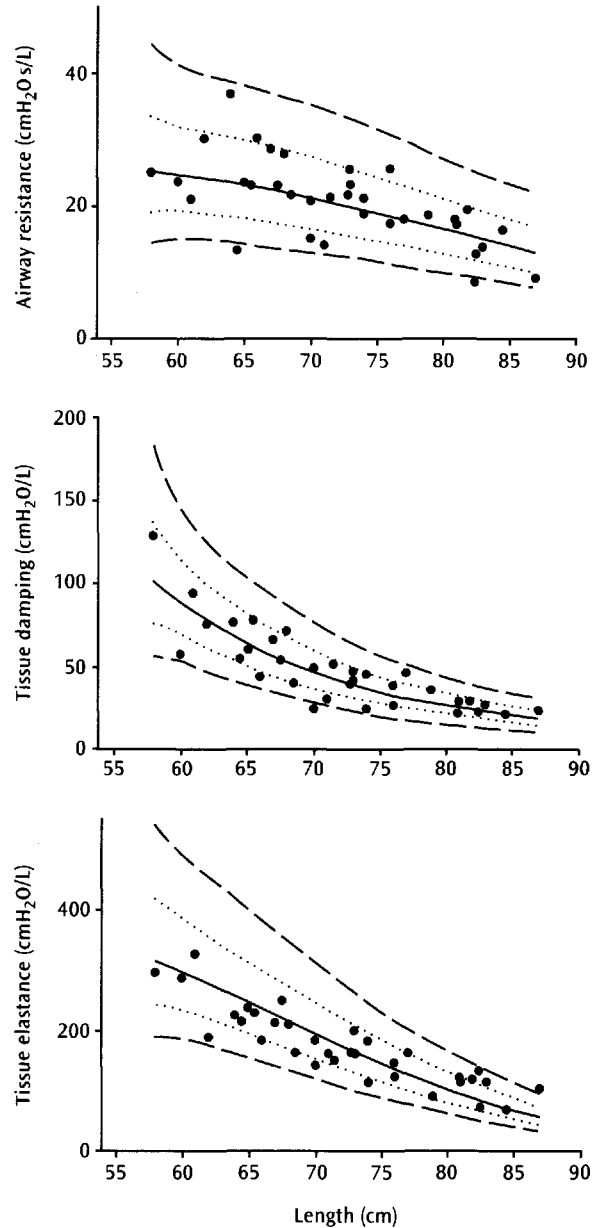 Airway resistance (cmH₂O s/L)
40
20
0
55 60 65 70 75 80 85 90
Tissue damping (cmH₂O/L)
200
150
100
50
0
55 60 65 70 75 80 85 90
Tissue elastance (cmH₂O/L)
400
200
0
55 60 65 70 75 80 85 90
Length (cm)